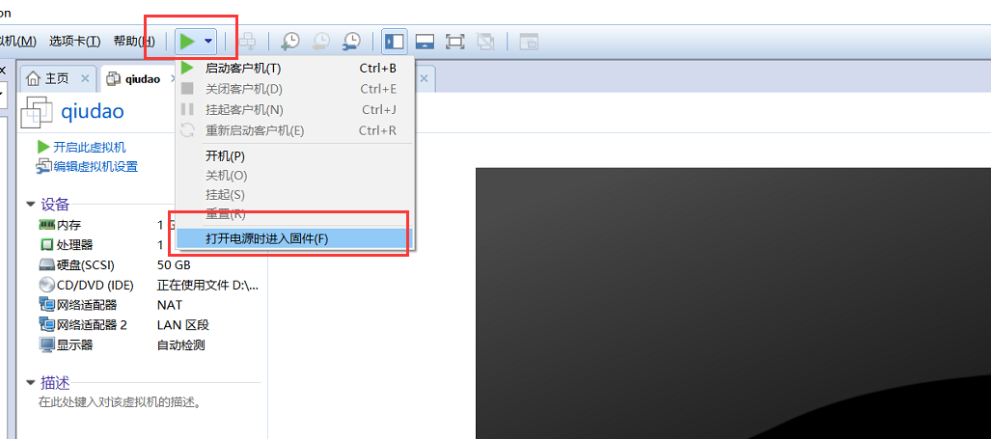 on
拟机(M) 选项卡(T) 帮助(H)
主页 × qiudao ×
qiudao
开启此虚拟机
编辑虚拟机设置
设备
内存 1 G
处理器 1
硬盘(SCSI) 50 GB
CD/DVD (IDE) 正在使用文件 D:\...
网络适配器 NAT
网络适配器 2 LAN 区段
显示器 自动检测
描述
在此处键入对该虚拟机的描述。
启动客户机(T) Ctrl+B
关闭客户机(D) Ctrl+E
挂起客户机(N) Ctrl+J
重新启动客户机(E) Ctrl+R
开机(P)
关机(O)
挂起(S)
重置(R)
打开电源时进入固件(F)